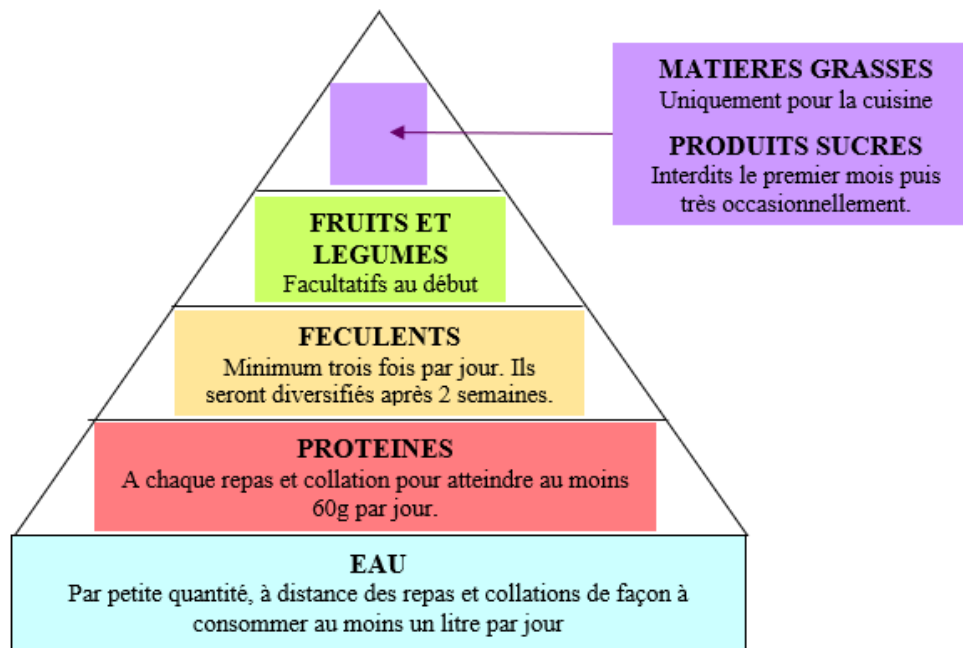 MATIERES GRASSES
Uniquement pour la cuisine
PRODUITS SUCRES
Interdits le premier mois puis
très occasionnellement.
FRUITS ET
LEGUMES
Facultatifs au début
FECULENTS
Minimum trois fois par jour. Ils
seront diversifiés après 2 semaines.
PROTEINES
A chaque repas et collation pour atteindre au moins
60g par jour.
EAU
Par petite quantité, à distance des repas et collations de façon à
consommer au moins un litre par jour